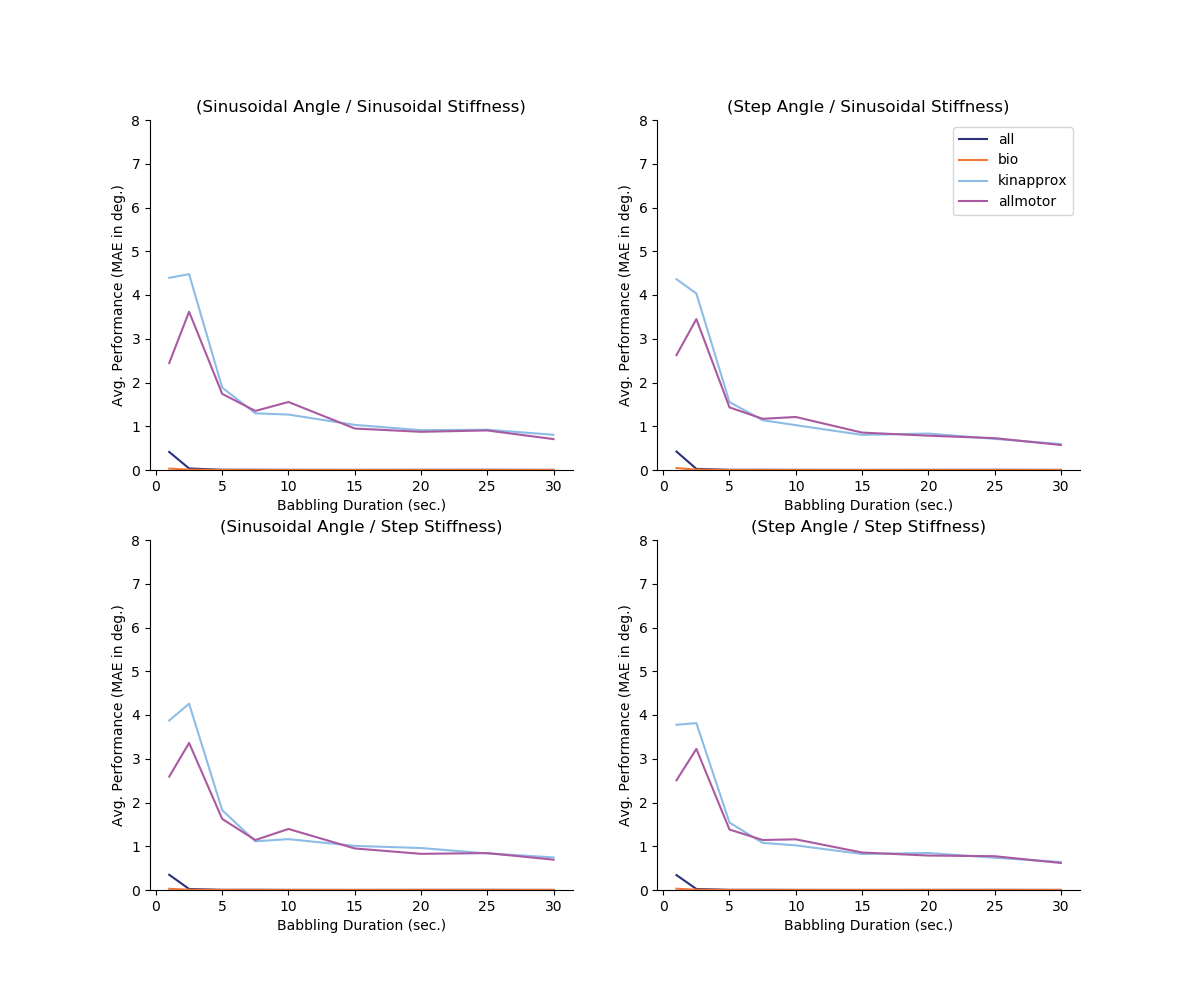 (Sinusoidal Angle / Sinusoidal Stiffness)
8
7
6
5
4
3
2
1
0
Avg. Performance (MAE in deg.)
0 5 10 15 20 25 30
Babbling Duration (sec.)
(Step Angle / Sinusoidal Stiffness)
8
7
6
5
4
3
2
1
0
Avg. Performance (MAE in deg.)
all
bio
kinapprox
allmotor
0 5 10 15 20 25 30
Babbling Duration (sec.)
(Sinusoidal Angle / Step Stiffness)
8
7
6
5
4
3
2
1
0
Avg. Performance (MAE in deg.)
0 5 10 15 20 25 30
Babbling Duration (sec.)
(Step Angle / Step Stiffness)
8
7
6
5
4
3
2
1
0
Avg. Performance (MAE in deg.)
0 5 10 15 20 25 30
Babbling Duration (sec.)